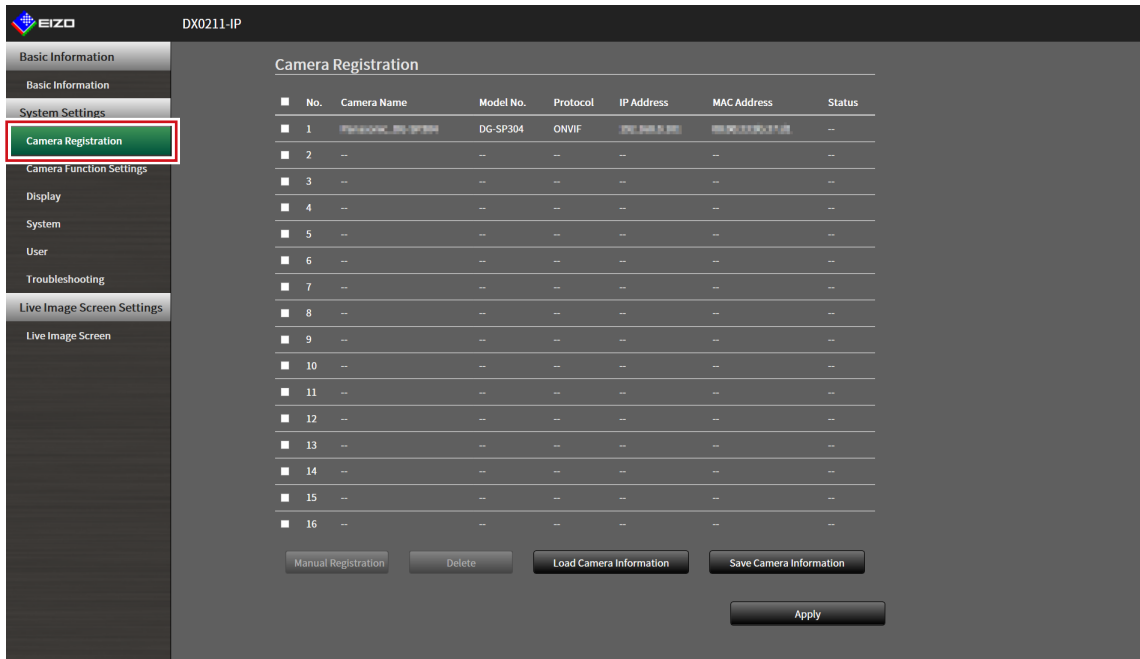 EIZO DX0211-IP
Basic Information
Basic Information
System Settings
Camera Registration
Camera Function Settings
Display
System
User
Troubleshooting
Live Image Screen Settings
Live Image Screen
Camera Registration
No. Camera Name Model No. Protocol IP Address MAC Address Status
1 DG-SP304 ONVIF --
2 -- -- -- -- -- --
3 -- -- -- -- -- --
4 -- -- -- -- -- --
5 -- -- -- -- -- --
6 -- -- -- -- -- --
7 -- -- -- -- -- --
8 -- -- -- -- -- --
9 -- -- -- -- -- --
10 -- -- -- -- -- --
11 -- -- -- -- -- --
12 -- -- -- -- -- --
13 -- -- -- -- -- --
14 -- -- -- -- -- --
15 -- -- -- -- -- --
16 -- -- -- -- -- --
Manual Registration Delete Load Camera Information Save Camera Information
Apply